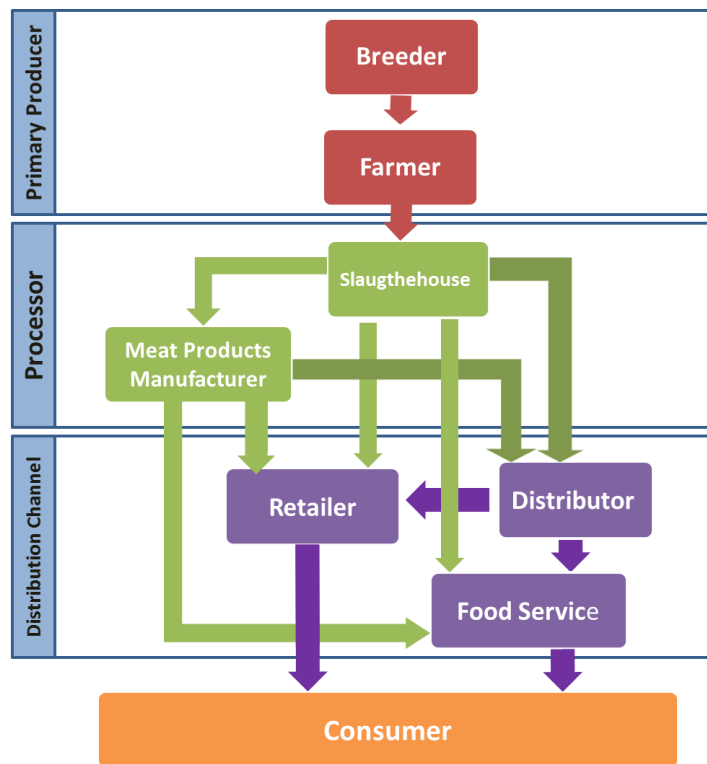 Primary Producer
Breeder
Farmer
Processor
Slaugthehouse
Meat Products
Manufacturer
Distribution Channel
Retailer
Distributor
Food Service
Consumer